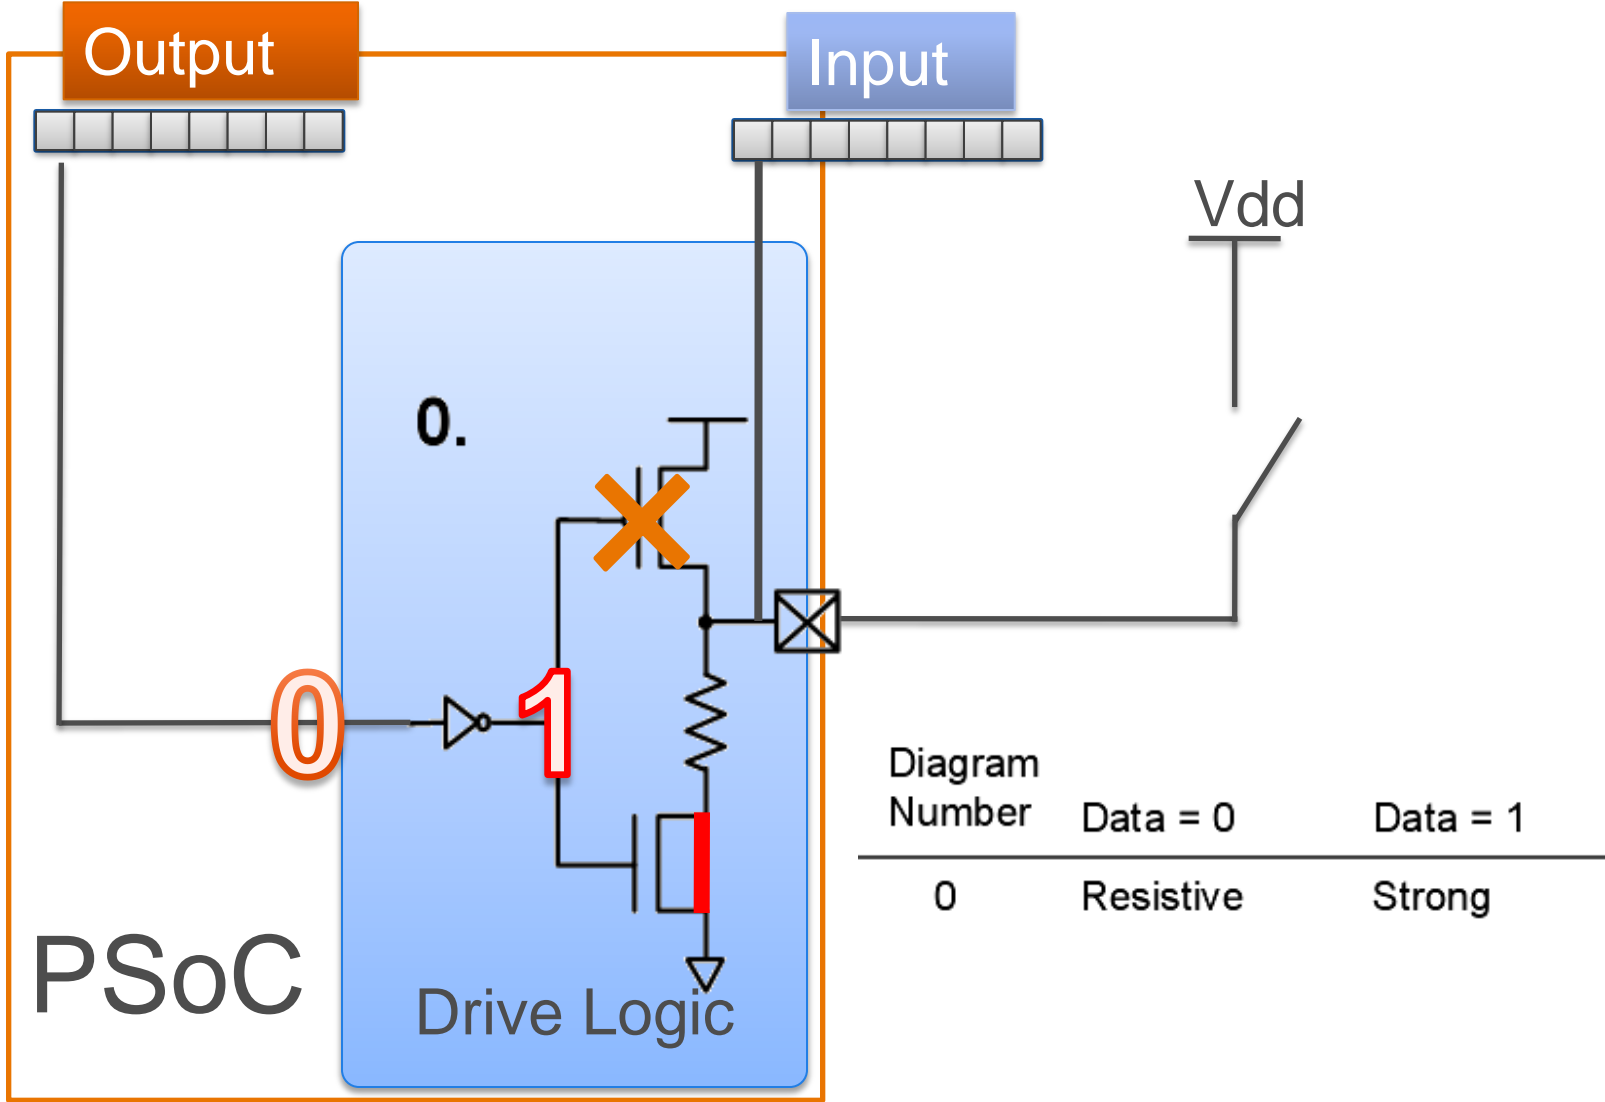 Output
Input
Vdd
0.
0
1
Diagram
Number
Data = 0
Data = 1
0
Resistive
Strong
PSoC
Drive Logic